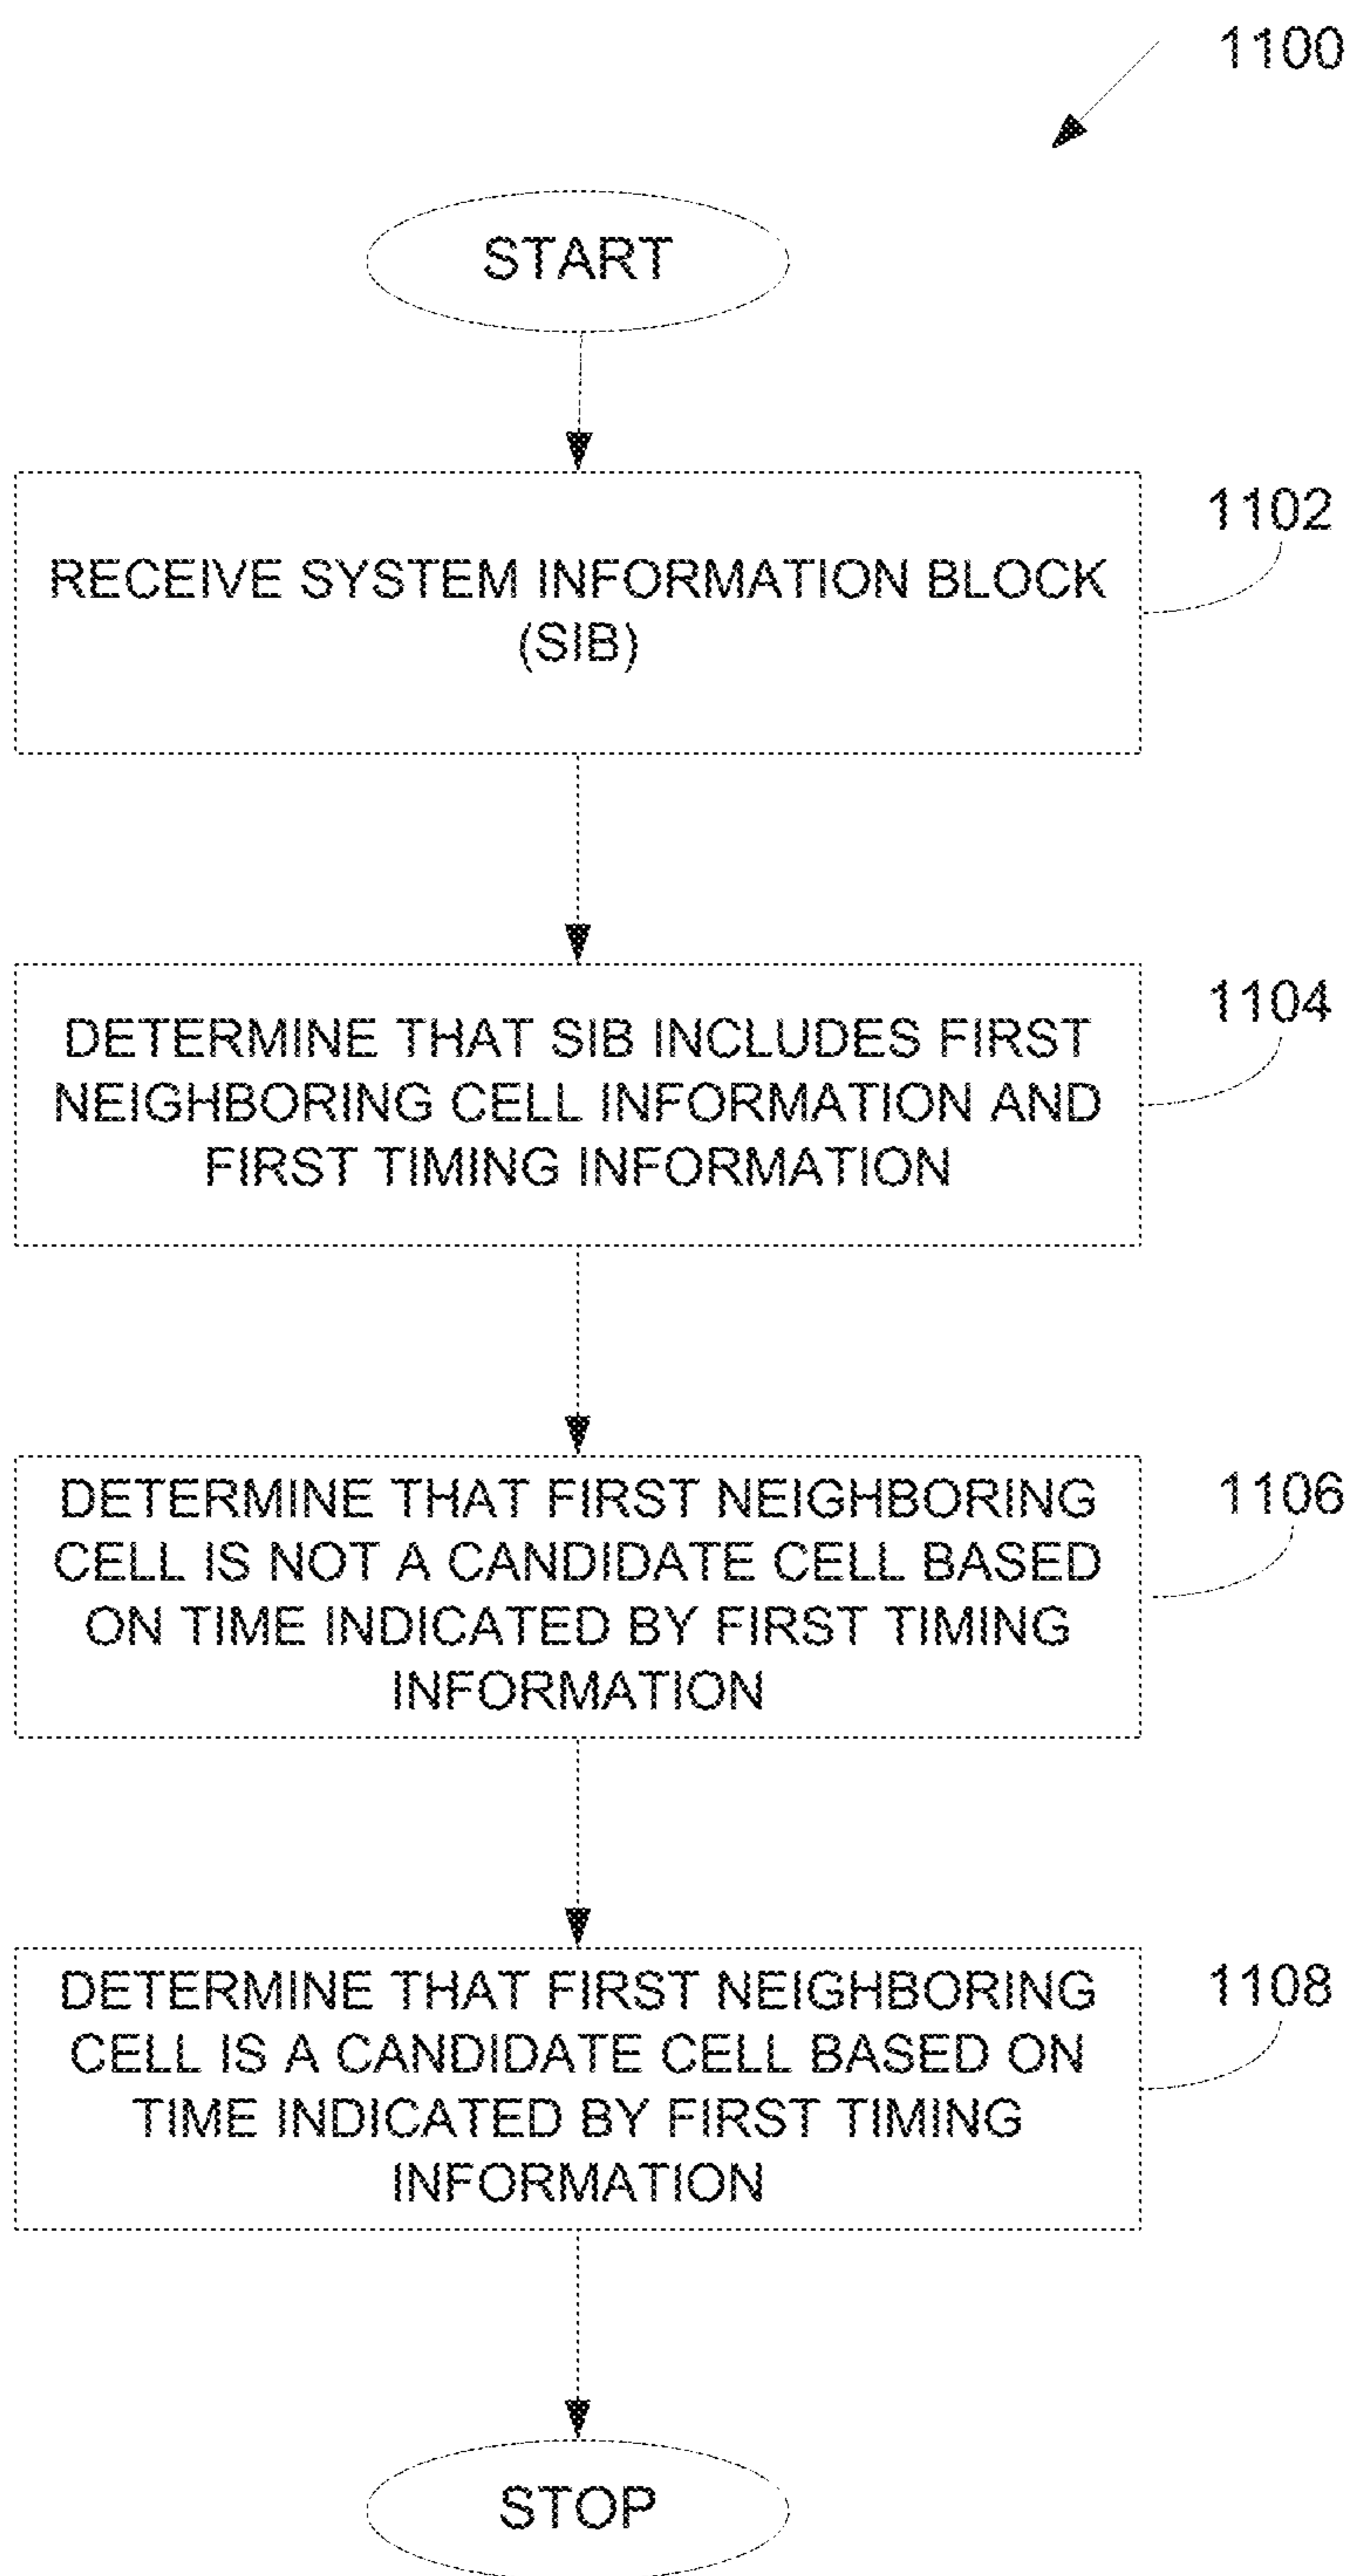 1100
START
1102
RECEIVE SYSTEM INFORMATION BLOCK
(SIB)
1104
DETERMINE THAT SIB INCLUDES FIRST
NEIGHBORING CELL INFORMATION AND
FIRST TIMING INFORMATION
1106
DETERMINE THAT FIRST NEIGHBORING
CELL IS NOT A CANDIDATE CELL BASED
ON TIME INDICATED BY FIRST TIMING
INFORMATION
1108
DETERMINE THAT FIRST NEIGHBORING
CELL IS A CANDIDATE CELL BASED ON
TIME INDICATED BY FIRST TIMING
INFORMATION
STOP